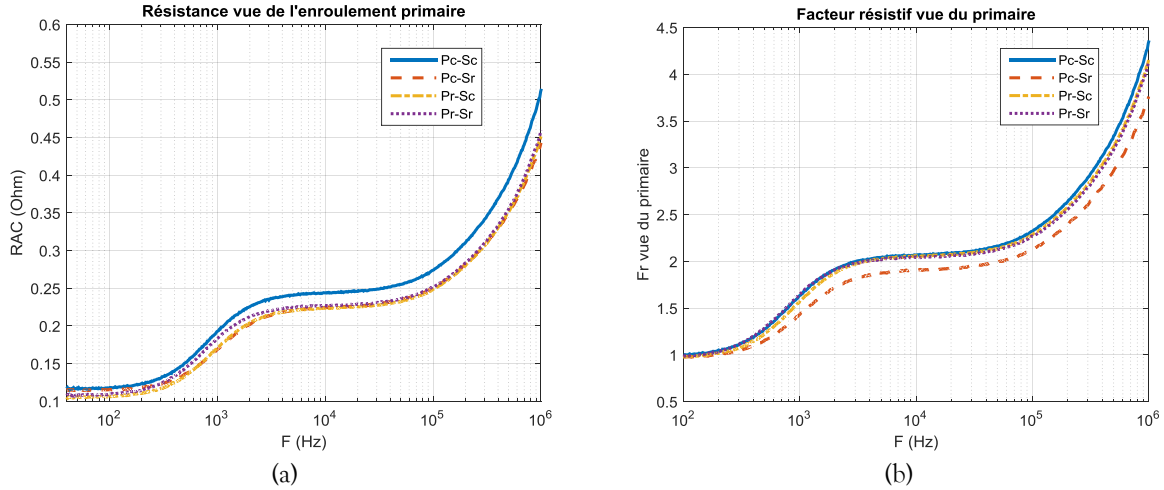 Résistance vue de l'enroulement primaire
0.6
0.55
0.5
0.45
0.4
0.35
0.3
0.25
0.2
0.15
0.1
RAC (Ohm)
Pc-Sc
Pc-Sr
Pr-Sc
Pr-Sr
10^2
10^3
10^4
10^5
10^6
F (Hz)
(a)
Facteur résistif vue du primaire
4.5
4
3.5
3
2.5
2
1.5
1
0.5
Fr vue du primaire
Pc-Sc
Pc-Sr
Pr-Sc
Pr-Sr
10^2
10^3
10^4
10^5
10^6
F (Hz)
(b)